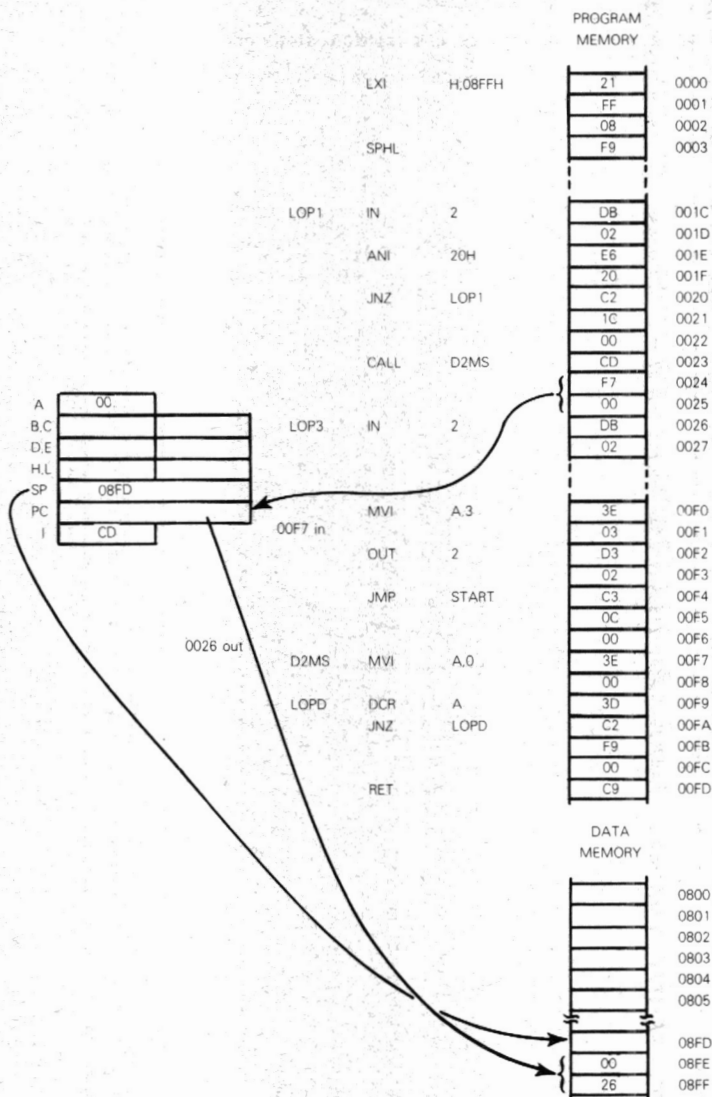 PROGRAM
MEMORY
LXI H,08FFH 21 0000
FF 0001
08 0002
SPHL F9 0003
LOP1 IN 2 DB 001C
02 001D
ANI 20H E6 001E
20 001F
JNZ LOP1 C2 0020
1C 0021
00 0022
CALL D2MS CD 0023
F7 0024
00 0025
LOP3 IN 2 DB 0026
02 0027
A 00
B,C
D,E
H,L
SP 08FD
PC
I CD
00F7 in
0026 out
MVI A,3 3E 00F0
03 00F1
OUT 2 D3 00F2
02 00F3
JMP START C3 00F4
0C 00F5
00 00F6
D2MS MVI A,0 3E 00F7
00 00F8
LOPD DCR A 3D 00F9
JNZ LOPD C2 00FA
F9 00FB
00 00FC
RET C9 00FD
DATA
MEMORY
0800
0801
0802
0803
0804
0805
08FD
00 08FE
26 08FF